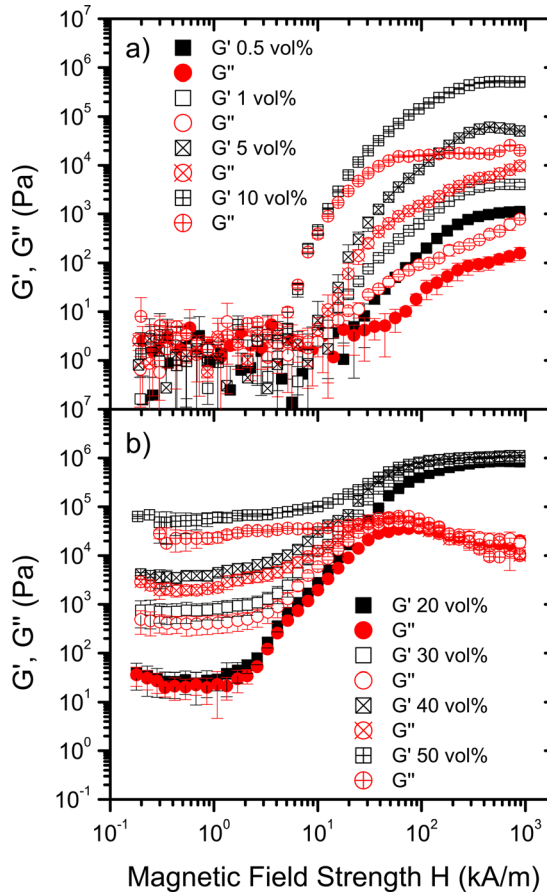 a)
G' 0.5 vol%
G"
G' 1 vol%
G"
G' 5 vol%
G"
G' 10 vol%
G"
10⁷
10⁶
10⁵
10⁴
10³
10²
10¹
10⁰
10⁷
G', G" (Pa)
b)
G' 20 vol%
G"
G' 30 vol%
G"
G' 40 vol%
G"
G' 50 vol%
G"
10⁶
10⁵
10⁴
10³
10²
10¹
10⁰
10⁻¹
G', G" (Pa)
10⁻¹ 10⁰ 10¹ 10² 10³
Magnetic Field Strength H (kA/m)